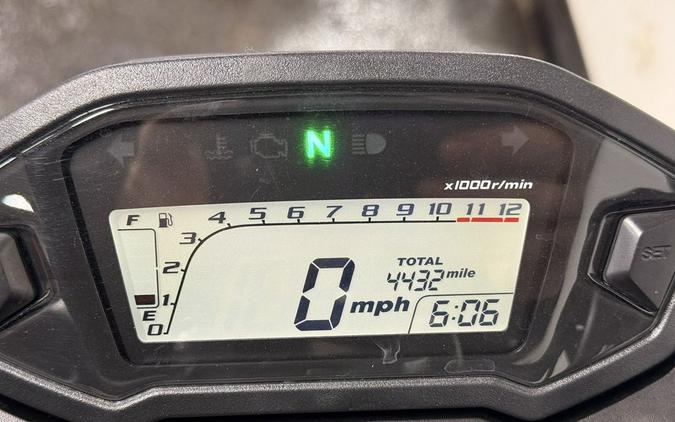 N
x1000r/min
F 4 5 6 7 8 9 10 11 12
3
2
1
E
0
0 mph
TOTAL
4432 mile
6:06
SET